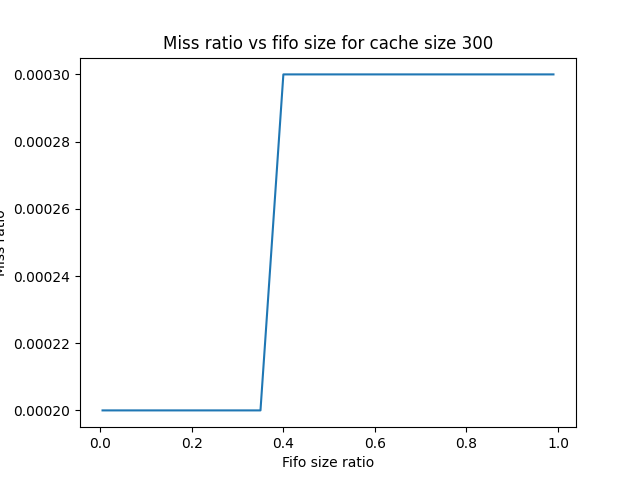 Miss ratio vs fifo size for cache size 300
0.00030
0.00028
0.00026
0.00024
0.00022
0.00020
Miss ratio
0.0 0.2 0.4 0.6 0.8 1.0
Fifo size ratio